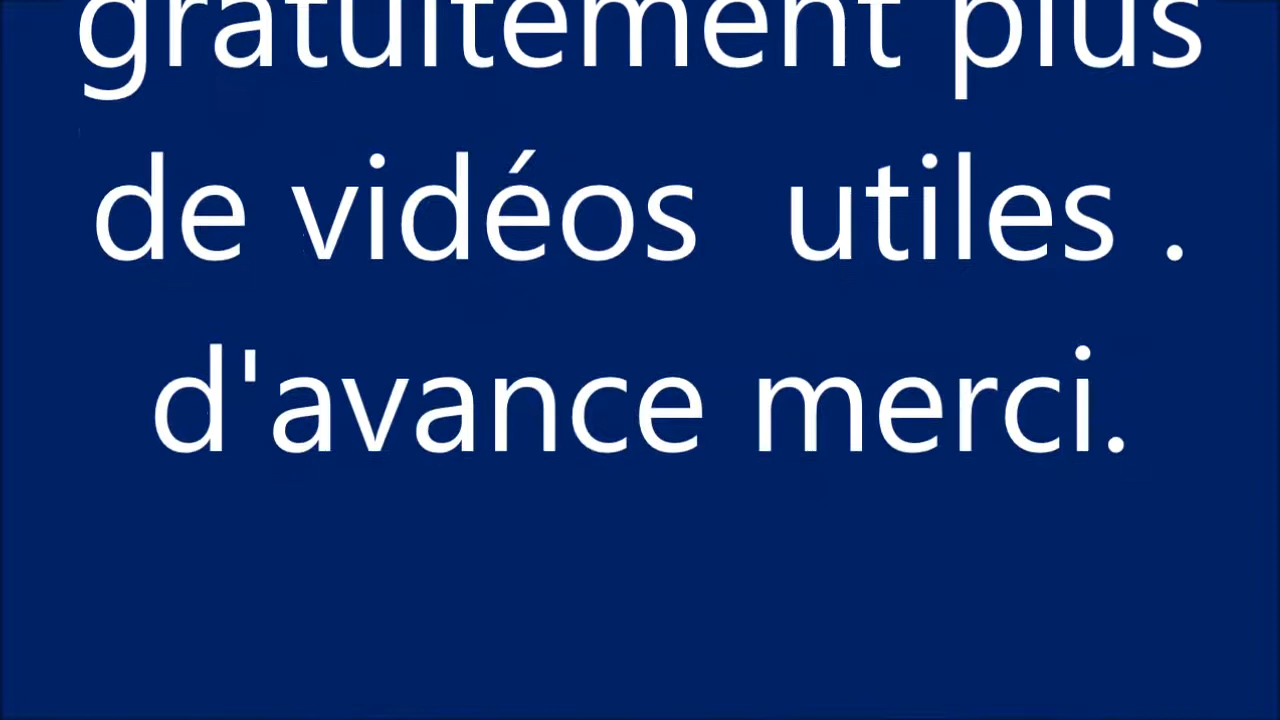 gratuitement plus
de vidéos  utiles .
d'avance merci.